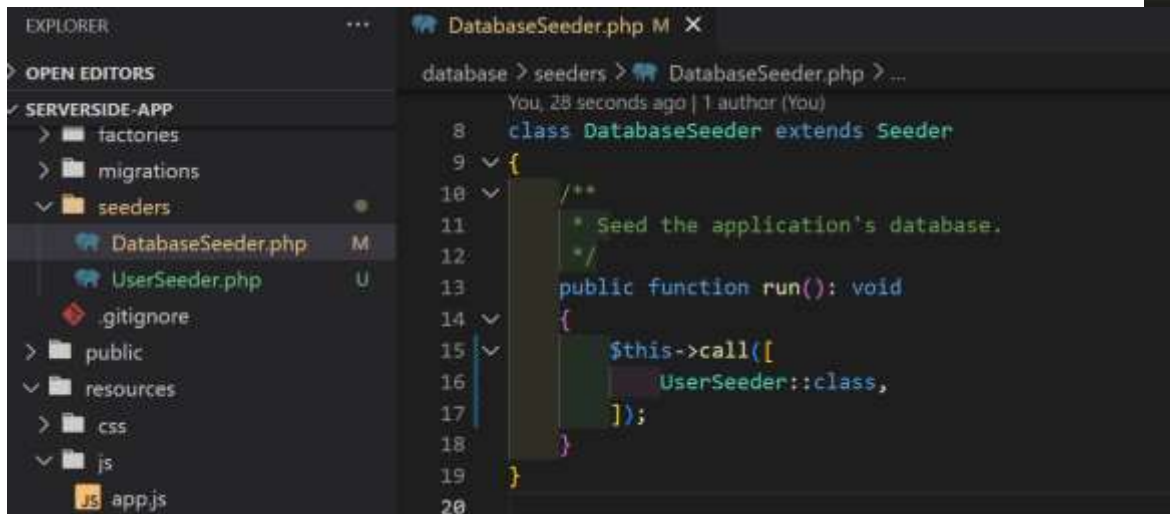 EXPLORER ...
OPEN EDITORS
SERVERSIDE-APP
factories
migrations
seeders
DatabaseSeeder.php M
UserSeeder.php U
.gitignore
public
resources
css
js
JS app.js
DatabaseSeeder.php M X
database > seeders > DatabaseSeeder.php > ...
You, 28 seconds ago | 1 author (You)
8 class DatabaseSeeder extends Seeder
9 {
10 /**
11 * Seed the application's database.
12 */
13 public function run(): void
14 {
15 $this->call([
16 UserSeeder::class,
17 ]);
18 }
19 }
20